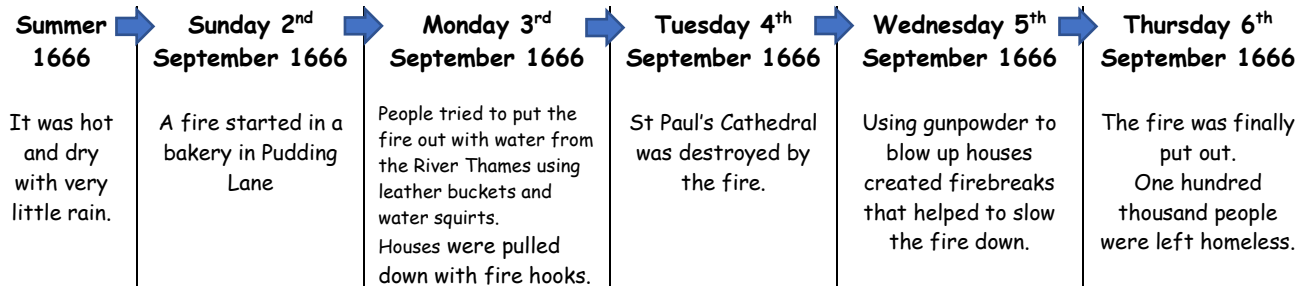 Summer
1666
It was hot
and dry
with very
little rain.
Sunday 2nd
September 1666
A fire started in a
bakery in Pudding
Lane
Monday 3rd
September 1666
People tried to put the
fire out with water from
the River Thames using
leather buckets and
water squirts.
Houses were pulled
down with fire hooks.
Tuesday 4th
September 1666
St Paul's Cathedral
was destroyed by
the fire.
Wednesday 5th
September 1666
Using gunpowder to
blow up houses
created firebreaks
that helped to slow
the fire down.
Thursday 6th
September 1666
The fire was finally
put out.
One hundred
thousand people
were left homeless.